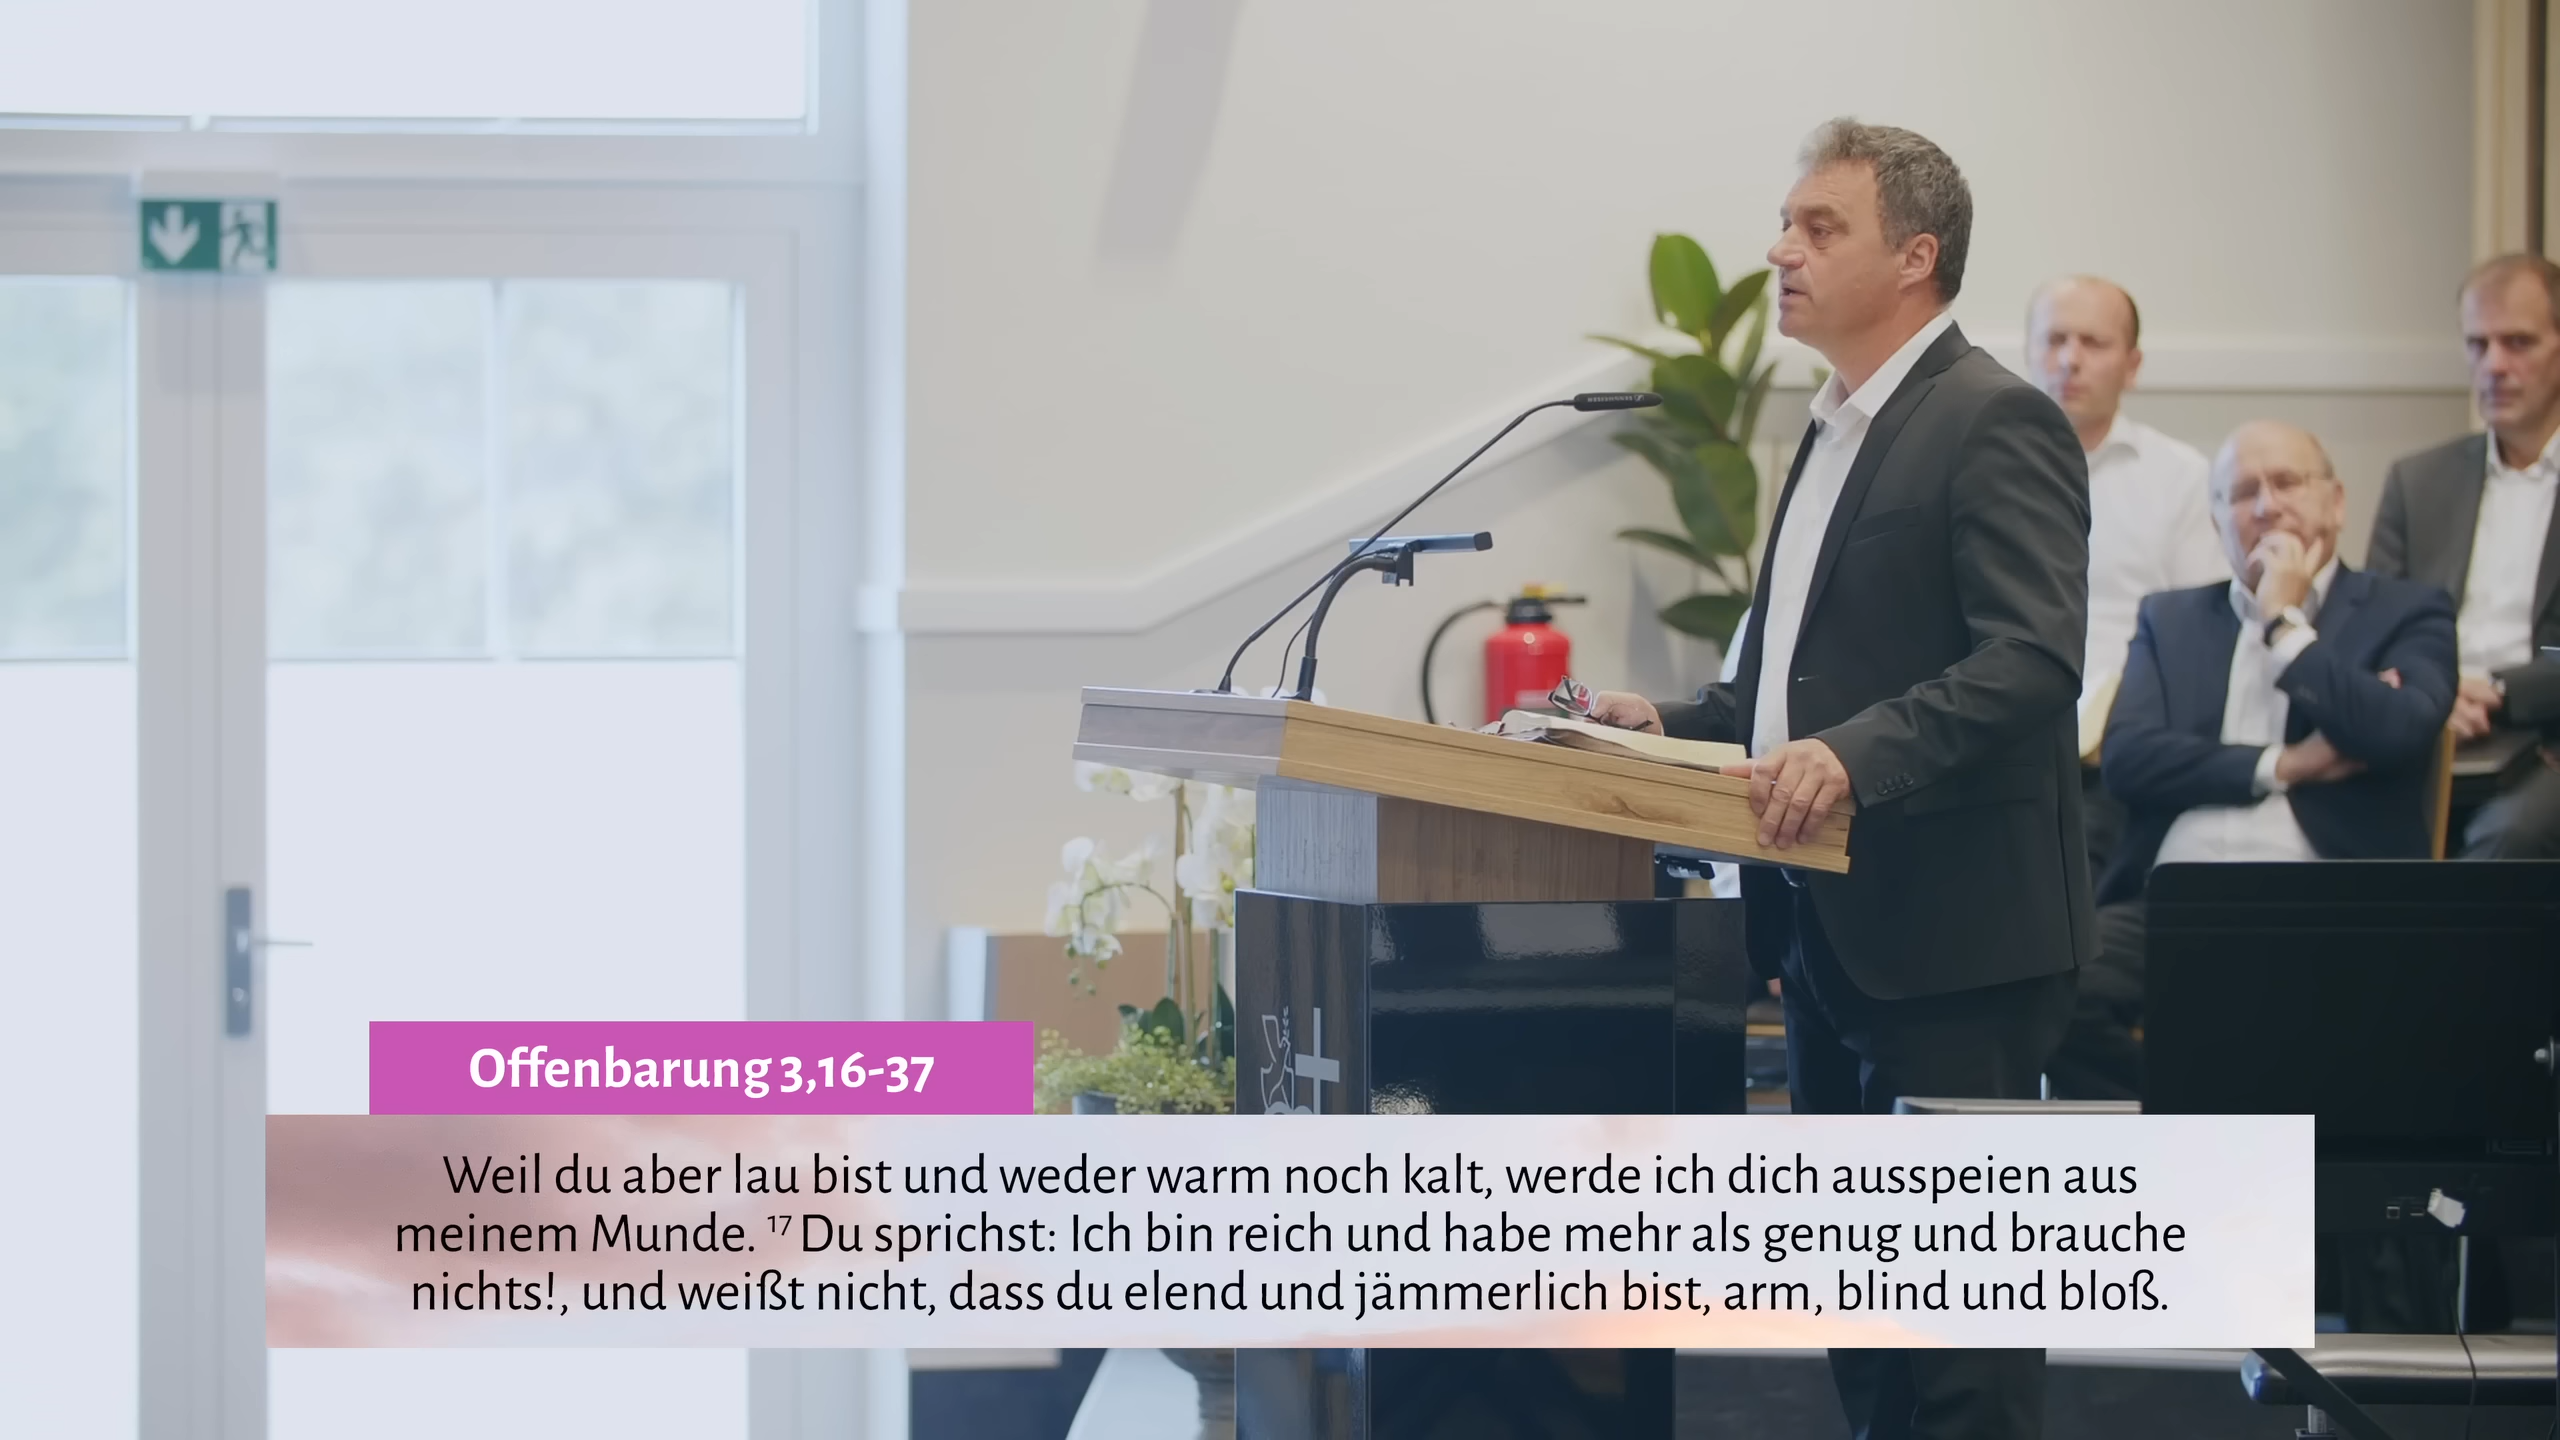 Offenbarung 3,16-37
Weil du aber lau bist und weder warm noch kalt, werde ich dich ausspeien aus
meinem Munde. ¹⁷ Du sprichst: Ich bin reich und habe mehr als genug und brauche
nichts!, und weißt nicht, dass du elend und jämmerlich bist, arm, blind und bloß.